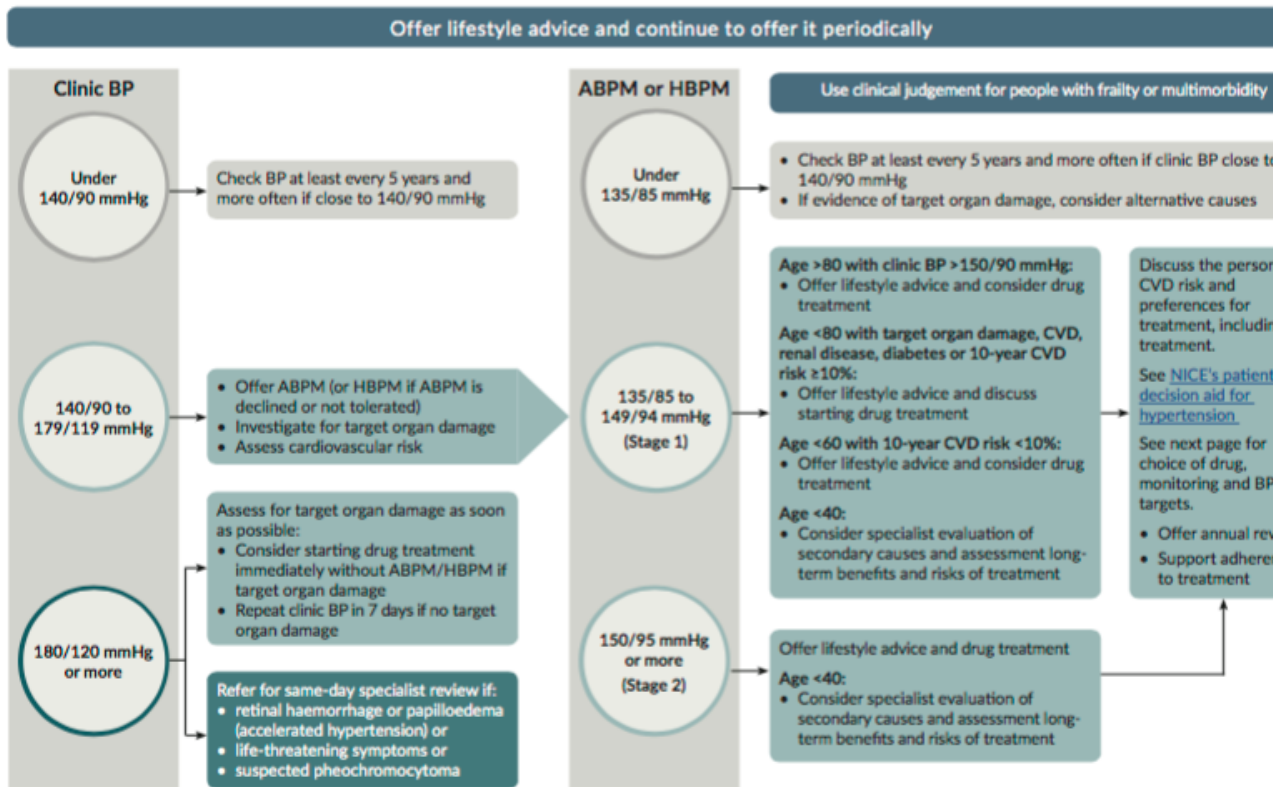 Offer lifestyle advice and continue to offer it periodically
Clinic BP
Under
140/90 mmHg
Check BP at least every 5 years and
more often if close to 140/90 mmHg
140/90 to
179/119 mmHg
• Offer ABPM (or HBPM if ABPM is
declined or not tolerated)
• Investigate for target organ damage
• Assess cardiovascular risk
180/120 mmHg
or more
Assess for target organ damage as soon
as possible:
• Consider starting drug treatment
immediately without ABPM/HBPM if
target organ damage
• Repeat clinic BP in 7 days if no target
organ damage
Refer for same-day specialist review if:
• retinal haemorrhage or papilloedema
(accelerated hypertension) or
• life-threatening symptoms or
• suspected pheochromocytoma
ABPM or HBPM
Use clinical judgement for people with frailty or multimorbidity
Under
135/85 mmHg
• Check BP at least every 5 years and more often if clinic BP close to
140/90 mmHg
• If evidence of target organ damage, consider alternative causes
135/85 to
149/94 mmHg
(Stage 1)
Age >80 with clinic BP >150/90 mmHg:
• Offer lifestyle advice and consider drug
treatment
Age <80 with target organ damage, CVD,
renal disease, diabetes or 10-year CVD
risk ≥10%:
• Offer lifestyle advice and discuss
starting drug treatment
Age <60 with 10-year CVD risk <10%:
• Offer lifestyle advice and consider drug
treatment
Age <40:
• Consider specialist evaluation of
secondary causes and assessment long-
term benefits and risks of treatment
150/95 mmHg
or more
(Stage 2)
Offer lifestyle advice and drug treatment
Age <40:
• Consider specialist evaluation of
secondary causes and assessment long-
term benefits and risks of treatment
Discuss the person
CVD risk and
preferences for
treatment, includin
treatment.
See NICE's patient
decision aid for
hypertension
See next page for
choice of drug,
monitoring and BP
targets.
• Offer annual rev
• Support adheren
to treatment